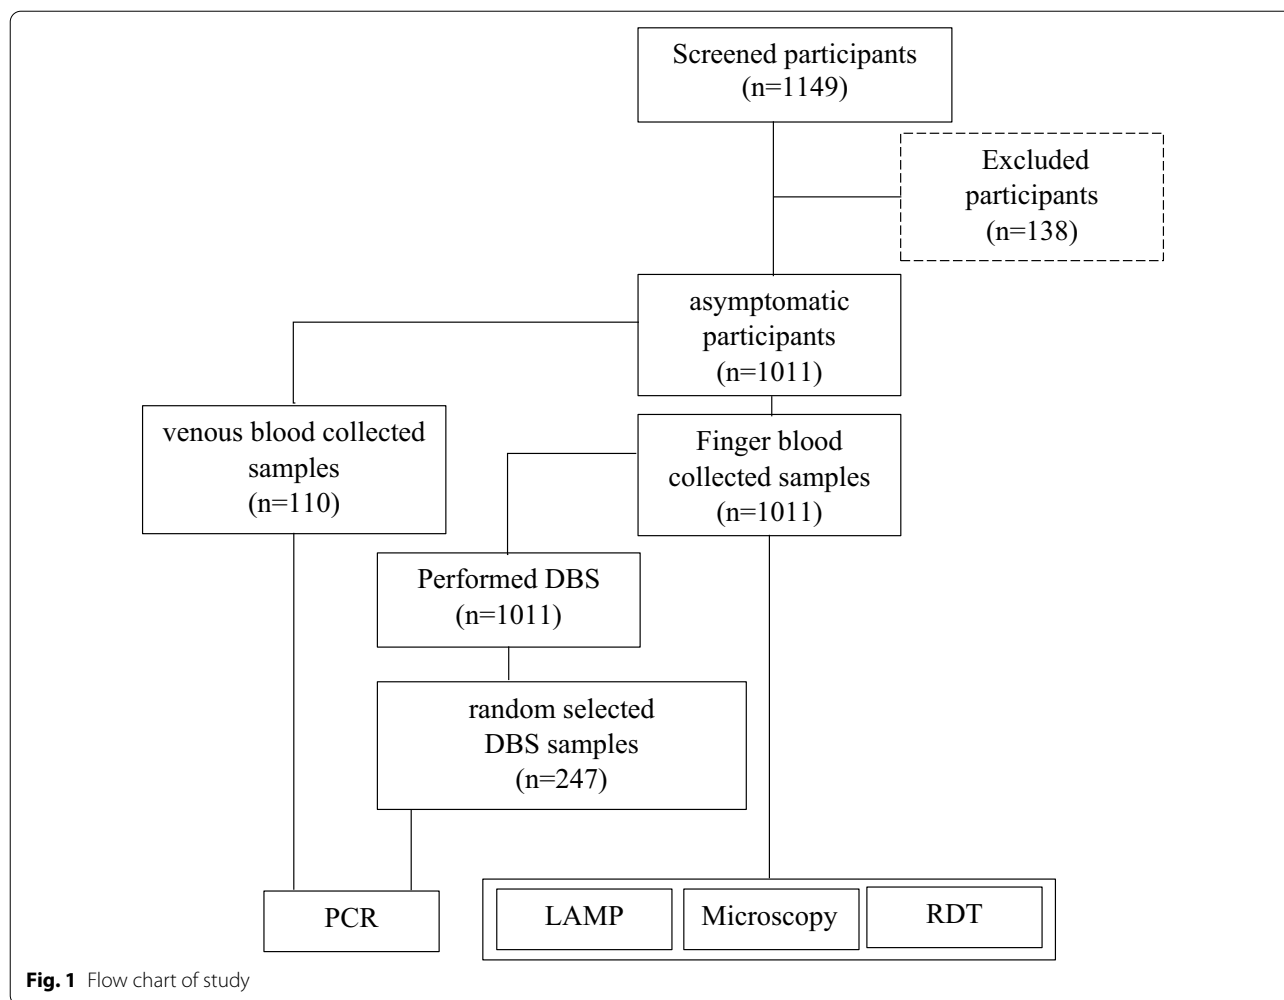 Screened participants
(n=1149)
Excluded
participants
(n=138)
asymptomatic
participants
(n=1011)
venous blood collected
samples
(n=110)
Finger blood
collected samples
(n=1011)
Performed DBS
(n=1011)
random selected
DBS samples
(n=247)
PCR
LAMP
Microscopy
RDT
Fig. 1 Flow chart of study